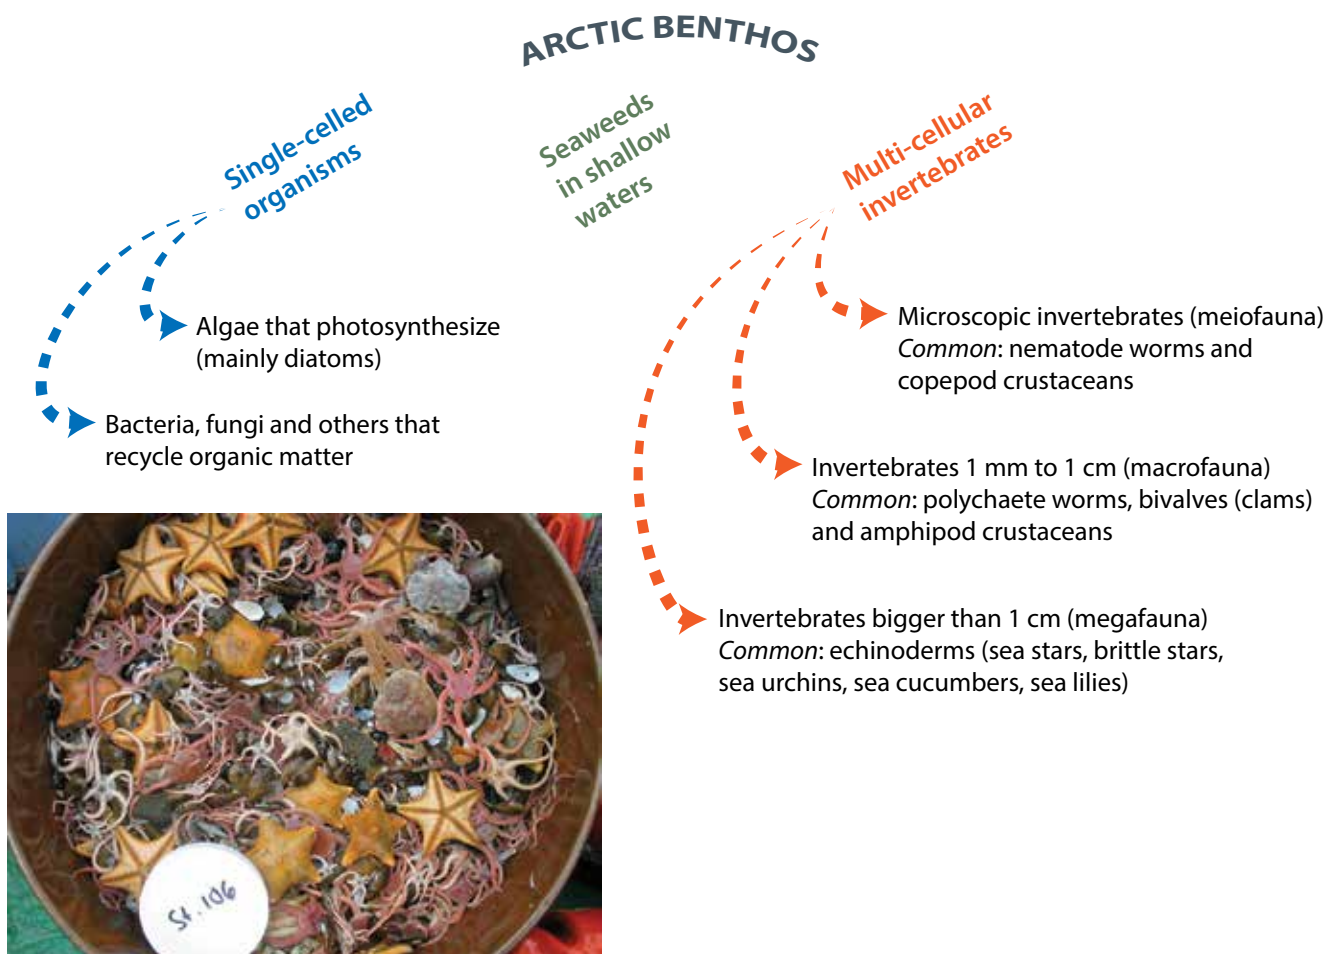 ARCTIC BENTHOS
Single-celled
organisms
Seaweeds
in shallow
waters
Multi-cellular
invertebrates
Algae that photosynthesize
(mainly diatoms)
Bacteria, fungi and others that
recycle organic matter
Microscopic invertebrates (meiofauna)
Common: nematode worms and
copepod crustaceans
Invertebrates 1 mm to 1 cm (macrofauna)
Common: polychaete worms, bivalves (clams)
and amphipod crustaceans
Invertebrates bigger than 1 cm (megafauna)
Common: echinoderms (sea stars, brittle stars,
sea urchins, sea cucumbers, sea lilies)
St. 106